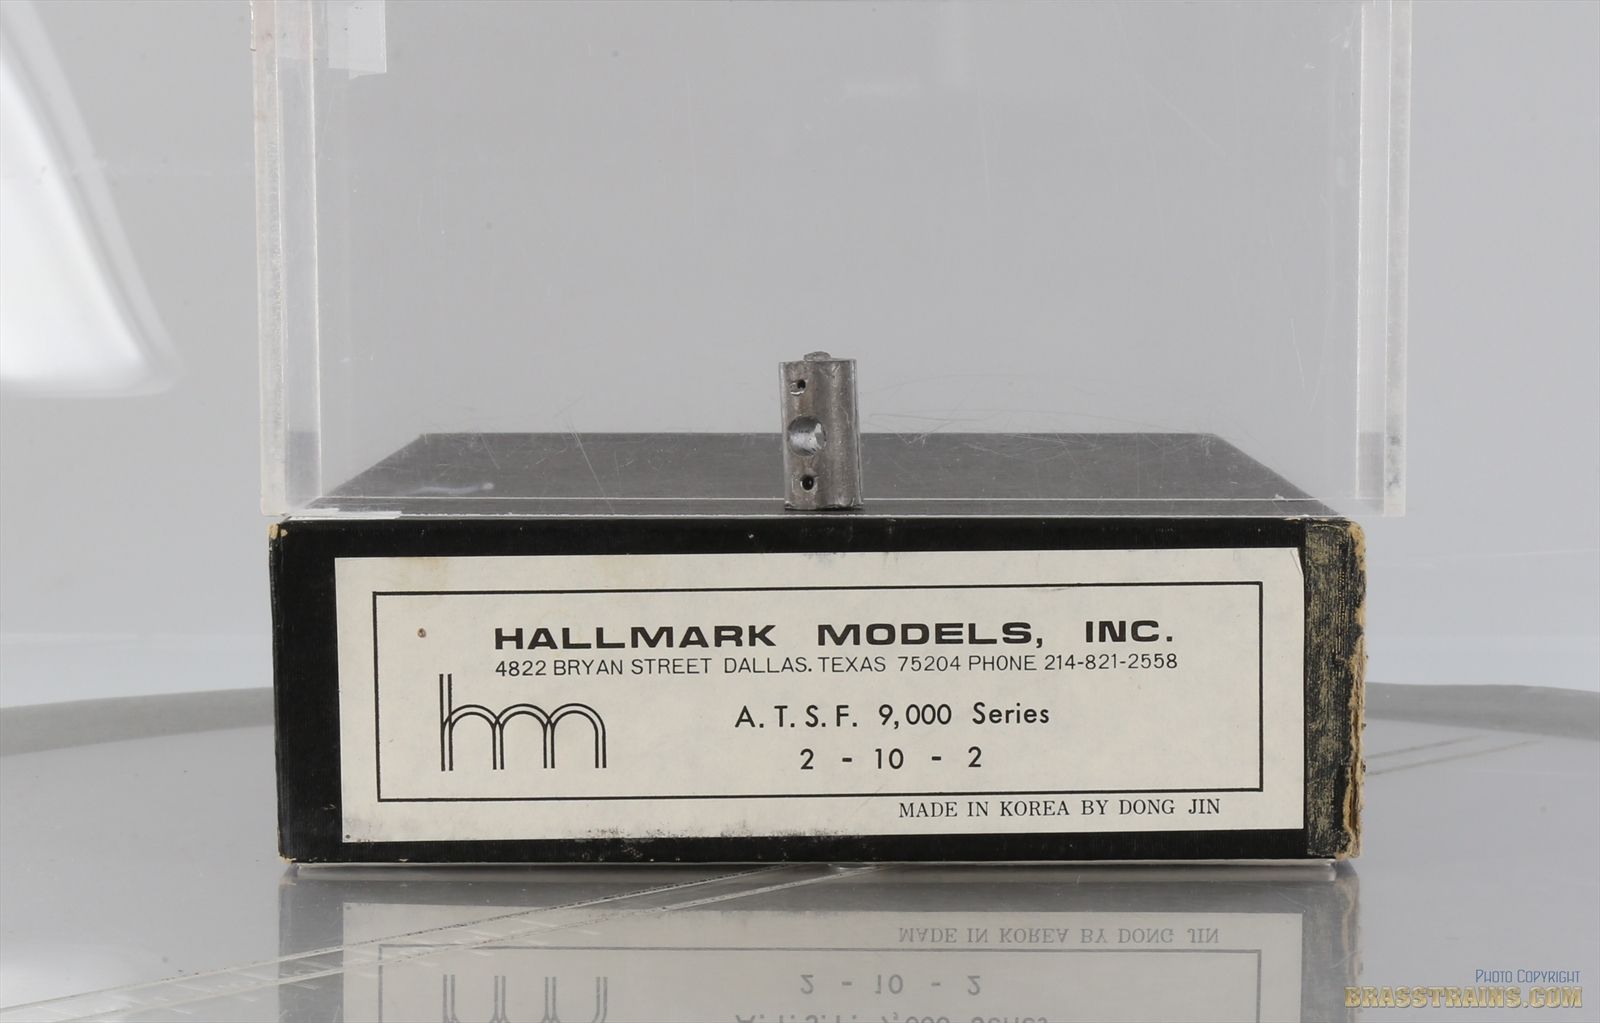 HALLMARK MODELS, INC.
4822 BRYAN STREET DALLAS. TEXAS 75204 PHONE 214-821-2558
hm
A. T. S. F. 9,000 Series
2 - 10 - 2
MADE IN KOREA BY DONG JIN
PHOTO COPYRIGHT
BRASSTRAINS.COM